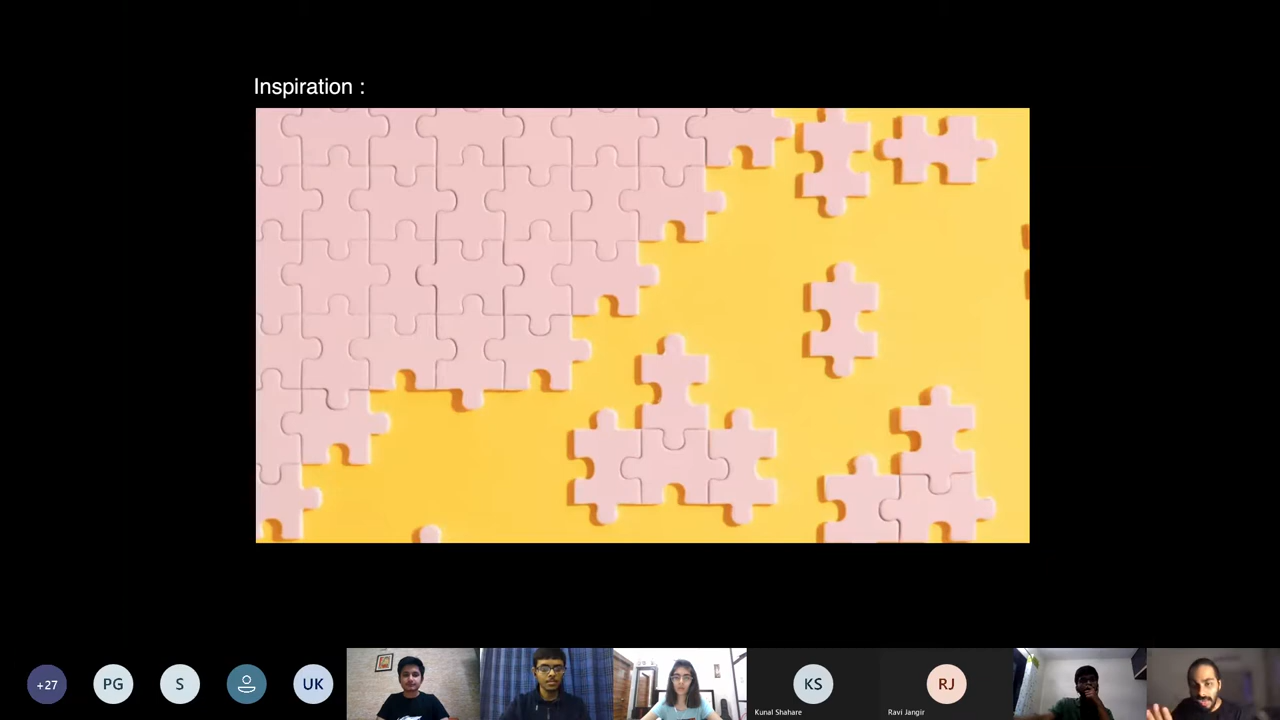 Inspiration :
+27
PG
S
UK
KS
Kunal Shahare
RJ
Ravi Jangir